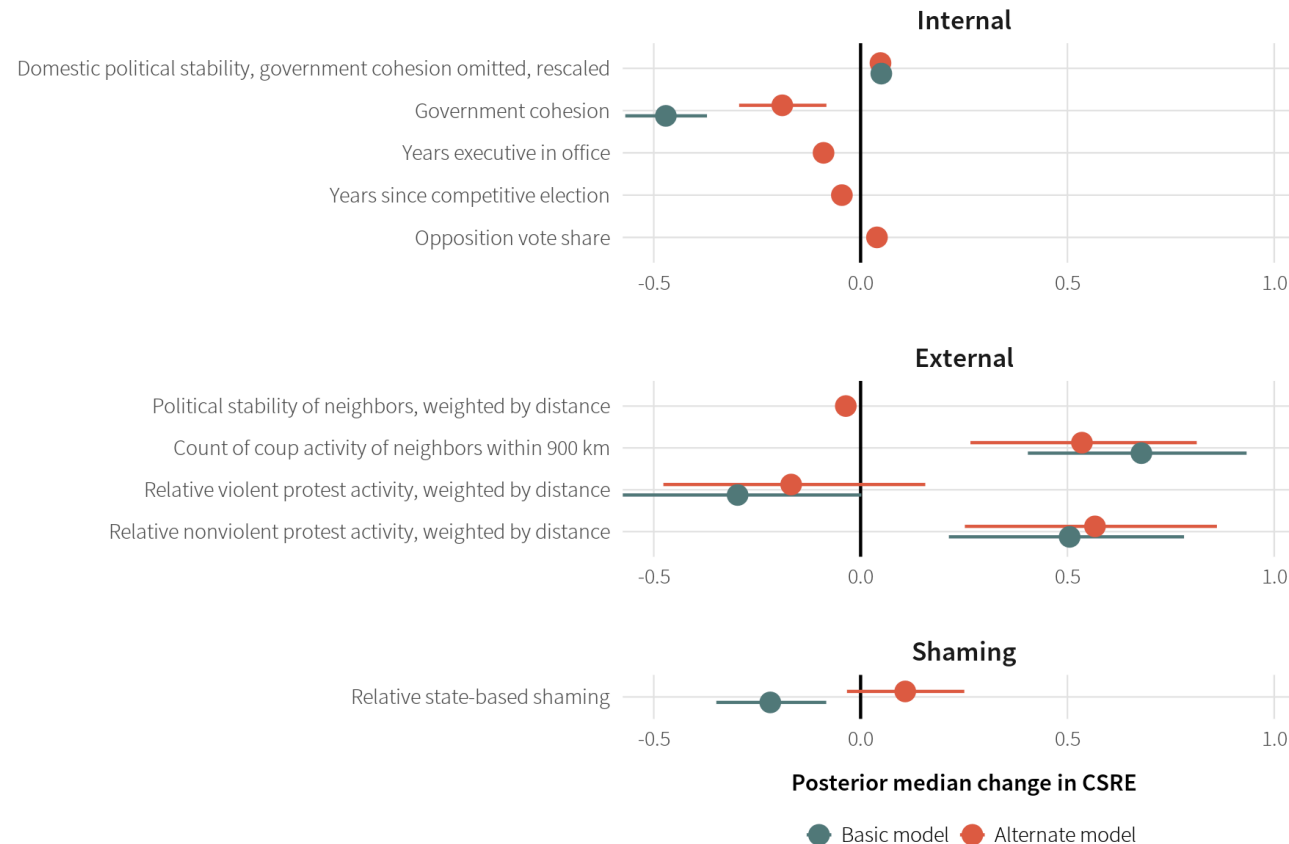 Internal
Domestic political stability, government cohesion omitted, rescaled
Government cohesion
Years executive in office
Years since competitive election
Opposition vote share
-0.5 0.0 0.5 1.0
External
Political stability of neighbors, weighted by distance
Count of coup activity of neighbors within 900 km
Relative violent protest activity, weighted by distance
Relative nonviolent protest activity, weighted by distance
-0.5 0.0 0.5 1.0
Shaming
Relative state-based shaming
-0.5 0.0 0.5 1.0
Posterior median change in CSRE
Basic model Alternate model